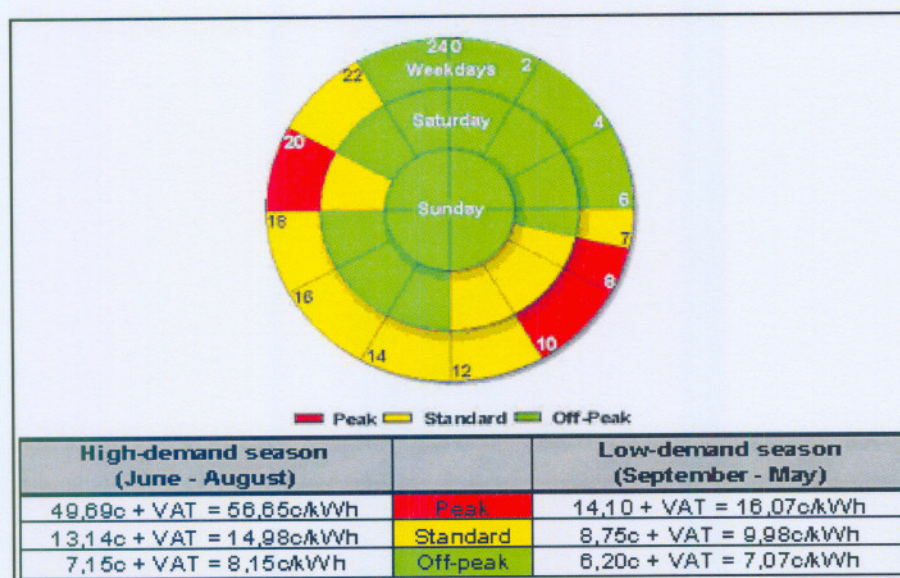 24 0
Weekdays
2
22
Saturday
4
20
Sunday
6
18
7
8
16
10
14
12
Peak Standard Off-Peak
High-demand season
(June - August)
Low-demand season
(September - May)
49,69c + VAT = 56,65c/kWh Peak 14,10 + VAT = 16,07c/kWh
13,14c + VAT = 14,98c/kWh Standard 8,75c + VAT = 9,98c/kWh
7,15c + VAT = 8,15c/kWh Off-peak 6,20c + VAT = 7,07c/kWh